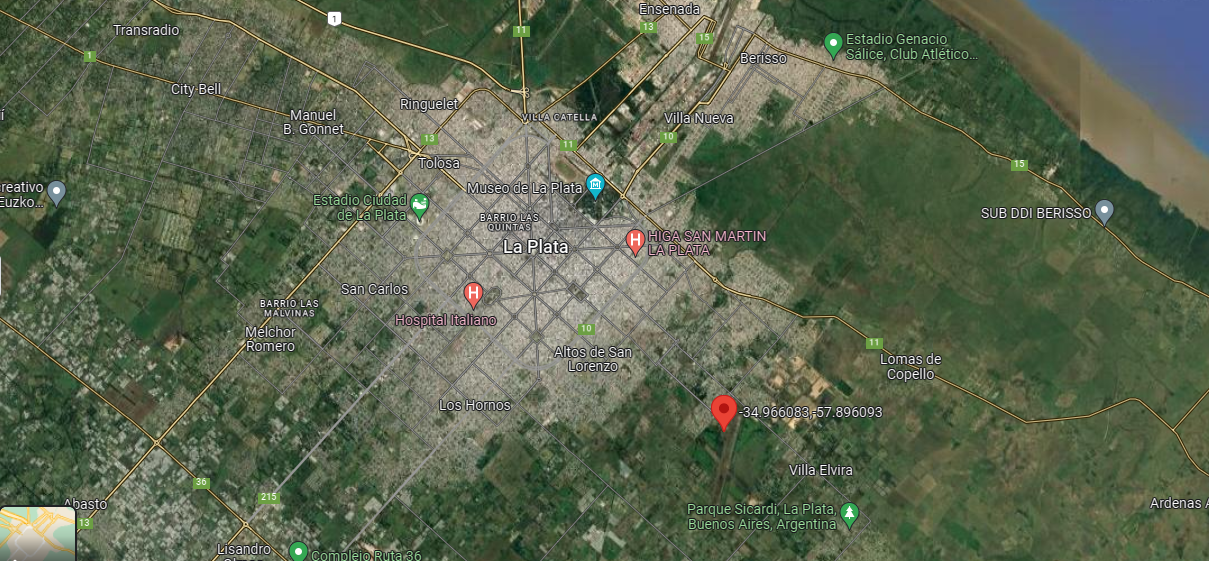 Ensenada
1
13
11
Transradio
15
Estadio Genacio
Sálice, Club Atlético...
1
Berisso
City Bell
Ringuelet
Manuel
B. Gonnet
VILLA CATELLA
Villa Nueva
13
10
11
Tolosa
15
Museo de La Plata
Estadio Ciudad
de La Plata
BARRIO LAS
QUINTAS
SUB DDI BERISSO
La Plata
HIGA SAN MARTIN
LA PLATA
San Carlos
BARRIO LAS
MALVINAS
Hospital Italiano
Melchor
Romero
10
11
Altos de San
Lorenzo
Lomas de
Copello
Los Hornos
-34.966083,-57.896093
Villa Elvira
36
215
Abasto
13
Parque Sicardi, La Plata,
Buenos Aires, Argentina
Lisandro
Complejo Ruta 36